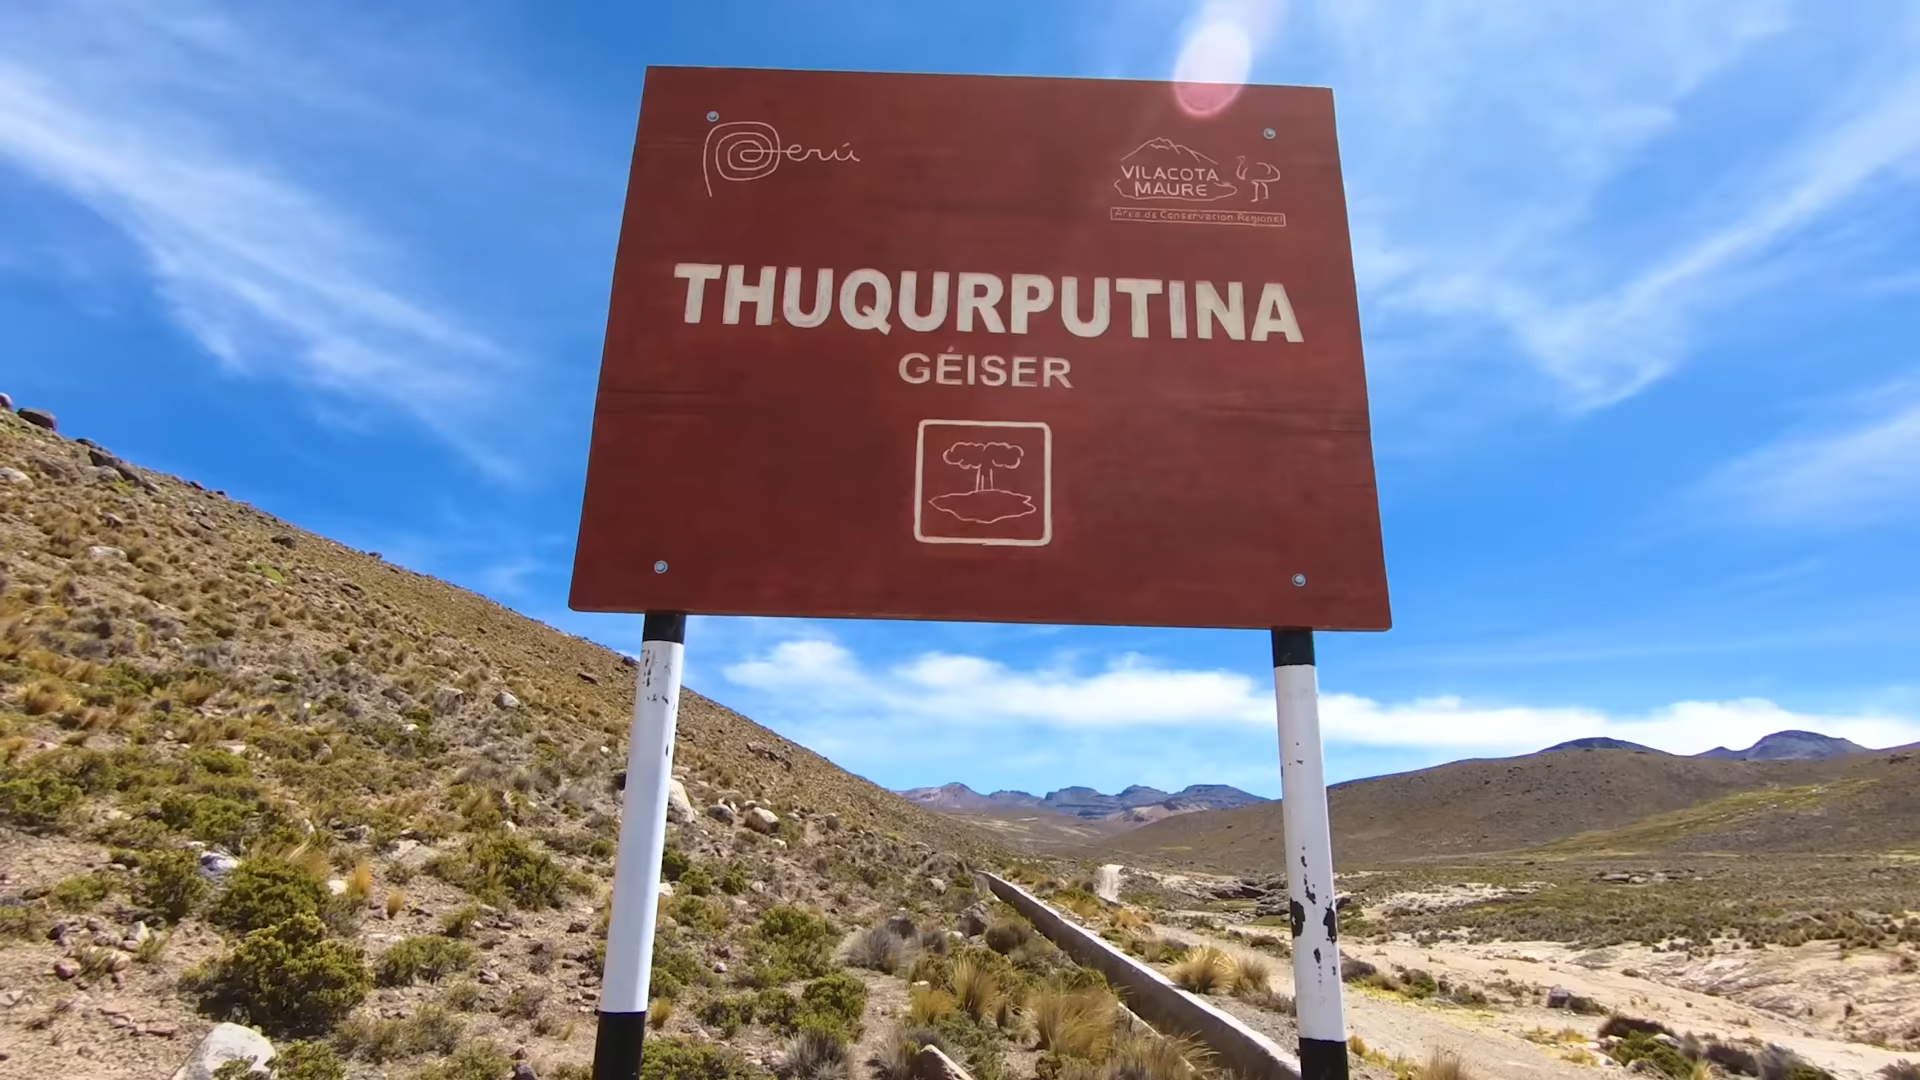 Perú
VILACOTA
MAURE
Área de Conservación Regional
THUQURPUTINA
GÉISER